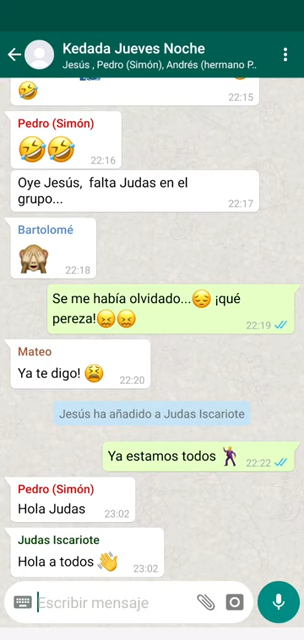 Kedada Jueves Noche
Jesús , Pedro (Simón), Andrés (hermano P..
22:15
Pedro (Simón)
🤣🤣
22:16
Oye Jesús, falta Judas en el
grupo...
22:17
Bartolomé
🙈
22:18
Se me había olvidado...😔 ¡qué
pereza!😖😖
22:19
Mateo
Ya te digo! 😫
22:20
Jesús ha añadido a Judas Iscariote
Ya estamos todos 🕺
22:22
Pedro (Simón)
Hola Judas
23:02
Judas Iscariote
Hola a todos 👋
23:02
Escribir mensaje